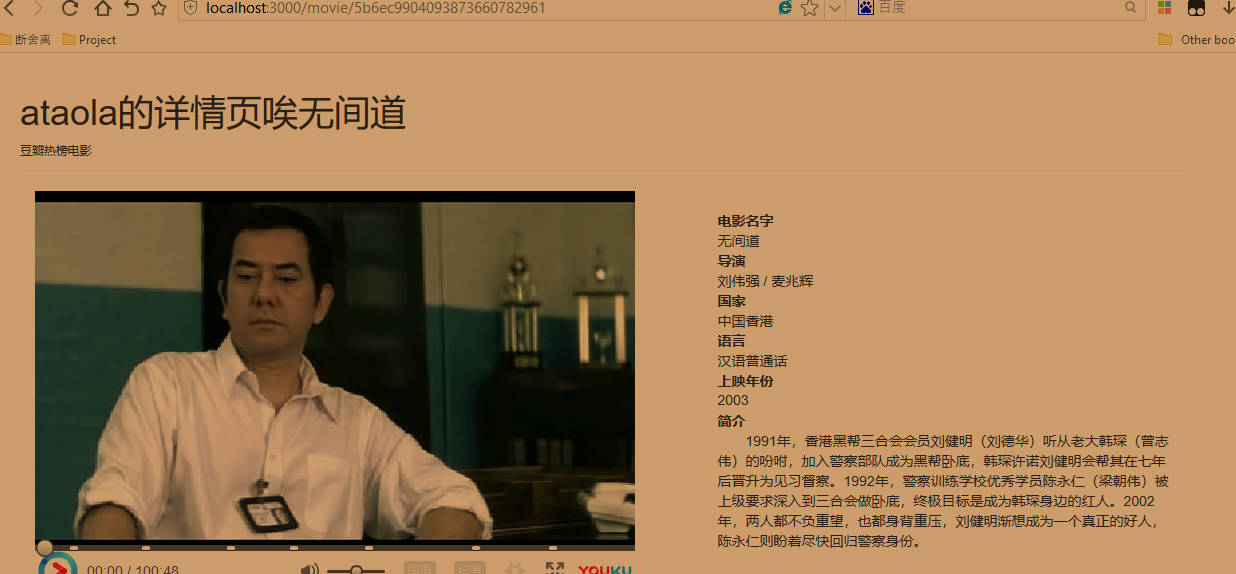 localhost:3000/movie/5b6ec9904093873660782961
百度
断舍离 Project Other boo
ataola的详情页唉无间道
豆瓣热榜电影
电影名字
无间道
导演
刘伟强 / 麦兆辉
国家
中国香港
语言
汉语普通话
上映年份
2003
简介
1991年，香港黑帮三合会会员刘健明（刘德华）听从老大韩琛（曾志
伟）的吩咐，加入警察部队成为黑帮卧底，韩琛许诺刘健明会帮其在七年
后晋升为见习督察。1992年，警察训练学校优秀学员陈永仁（梁朝伟）被
上级要求深入到三合会做卧底，终极目标是成为韩琛身边的红人。2002
年，两人都不负重望，也都身背重压，刘健明渐想成为一个真正的好人，
陈永仁则盼着尽快回归警察身份。
00:00 / 100:48 国语 标清 YOUKU